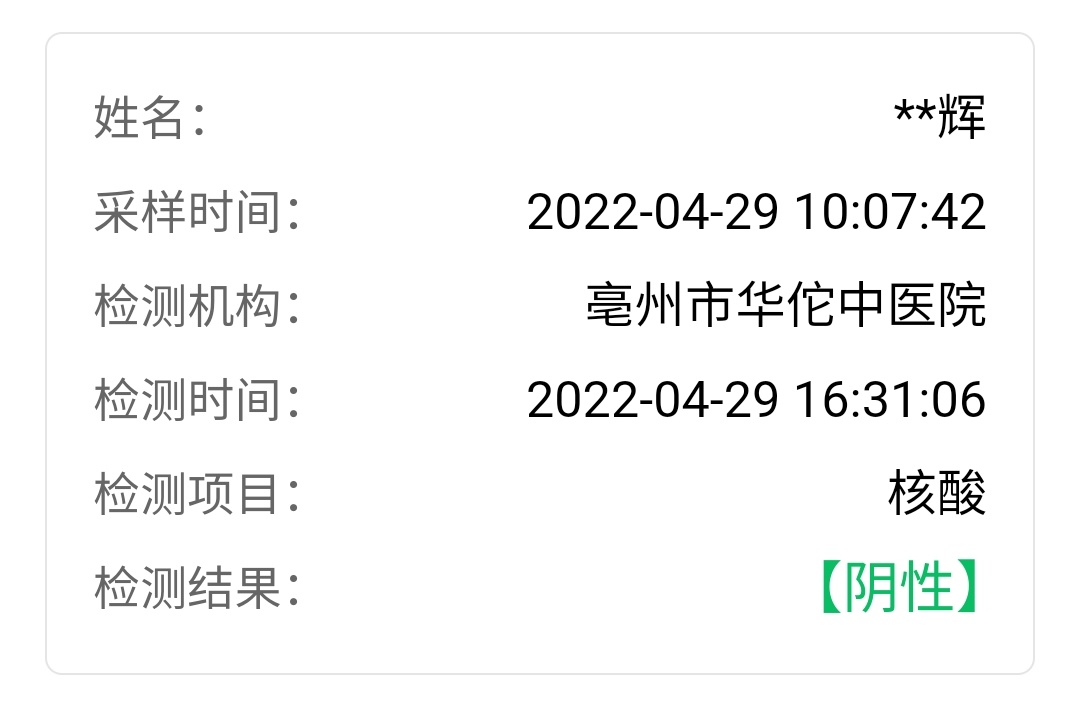 姓名： **辉
采样时间： 2022-04-29 10:07:42
检测机构： 亳州市华佗中医院
检测时间： 2022-04-29 16:31:06
检测项目： 核酸
检测结果： 【阴性】